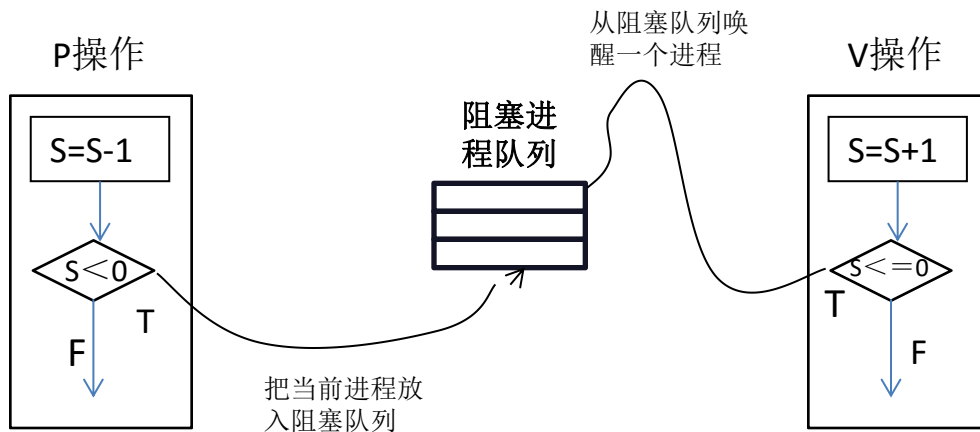 P操作
S=S-1
S＜0
T
F
把当前进程放
入阻塞队列
阻塞进
程队列
从阻塞队列唤
醒一个进程
V操作
S=S+1
S＜＝0
T
F